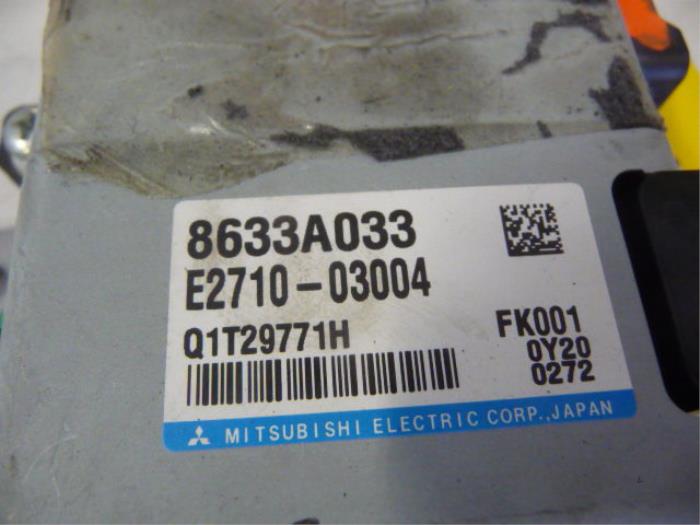 8633A033
E2710-03004
Q1T29771H
FK001
0Y20
0272
MITSUBISHI ELECTRIC CORP.,JAPAN